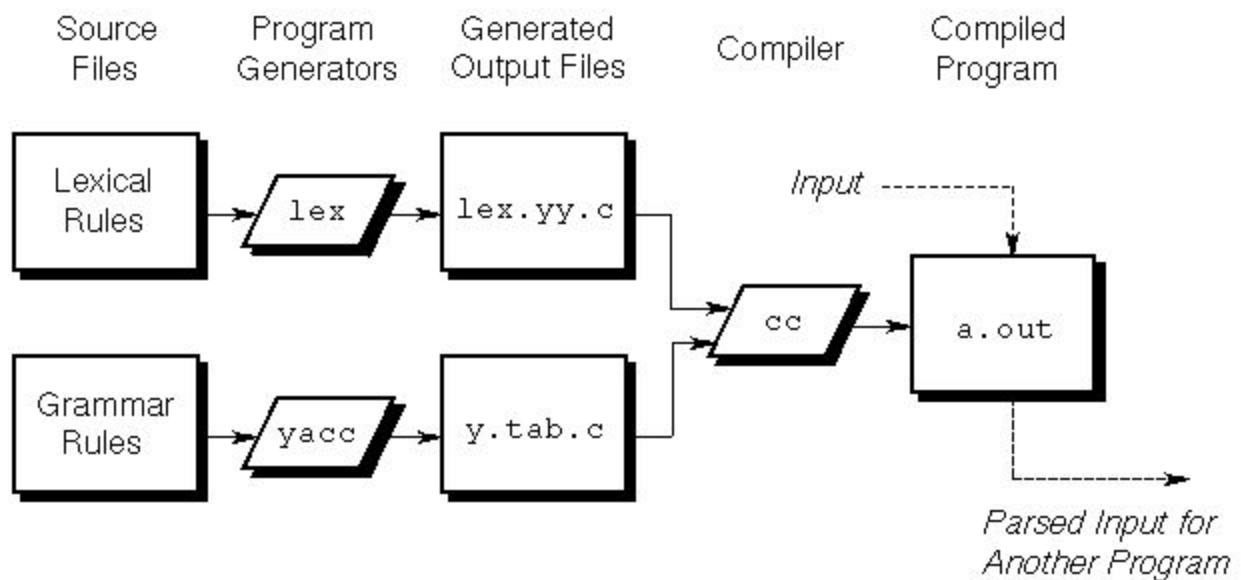 Source
Files
Program
Generators
Generated
Output Files
Compiler
Compiled
Program
Lexical
Rules
lex
lex.yy.c
Input
cc
a.out
Grammar
Rules
yacc
y.tab.c
Parsed Input for
Another Program